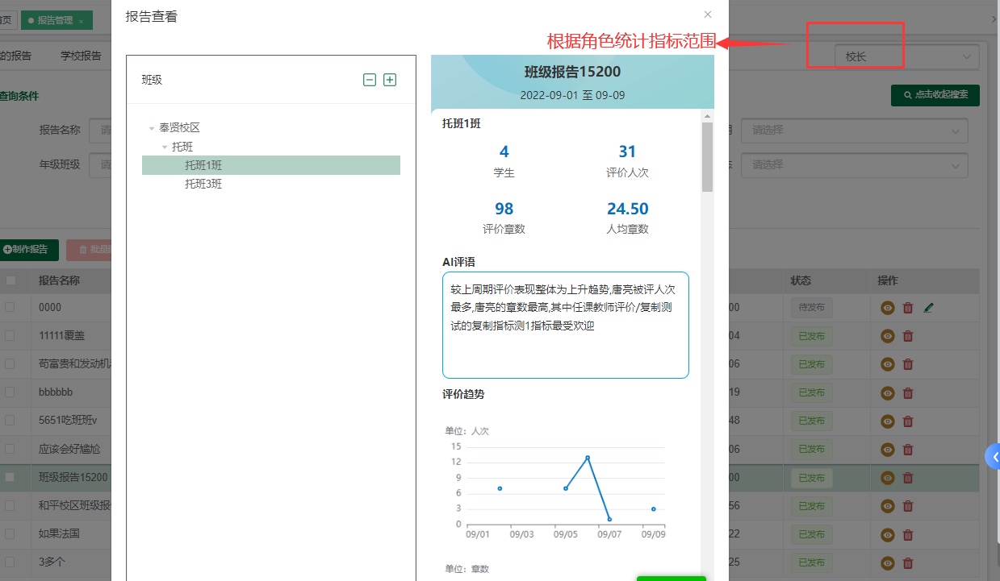 首页
报告管理 ×
报告查看
×
的报告
学校报告
根据角色统计指标范围
校长
查询条件
点击收起搜索
报告名称
请
请选择
年级班级
请
请选择
班级
班级报告15200
2022-09-01 至 09-09
奉贤校区
托班
托班1班
托班3班
托班1班
4
31
学生
评价人次
98
24.50
评价章数
人均章数
AI评语
较上周期评价表现整体为上升趋势,唐亮被评人次
最多,唐亮的章数最高,其中任课教师评价/复制测
试的复制指标测1指标最受欢迎
评价趋势
单位：人次
15
12
9
6
3
0
09/01
09/03
09/05
09/07
09/09
单位：章数
制作报告
批量
报告名称
状态
操作
0000
00
待发布
11111覆盖
04
已发布
苟富贵和发动机
06
已发布
bbbbbb
19
已发布
5651吃班班v
48
已发布
应该会好尴尬
06
已发布
班级报告15200
00
已发布
和平校区班级报
56
已发布
如果法国
22
已发布
3多个
25
已发布